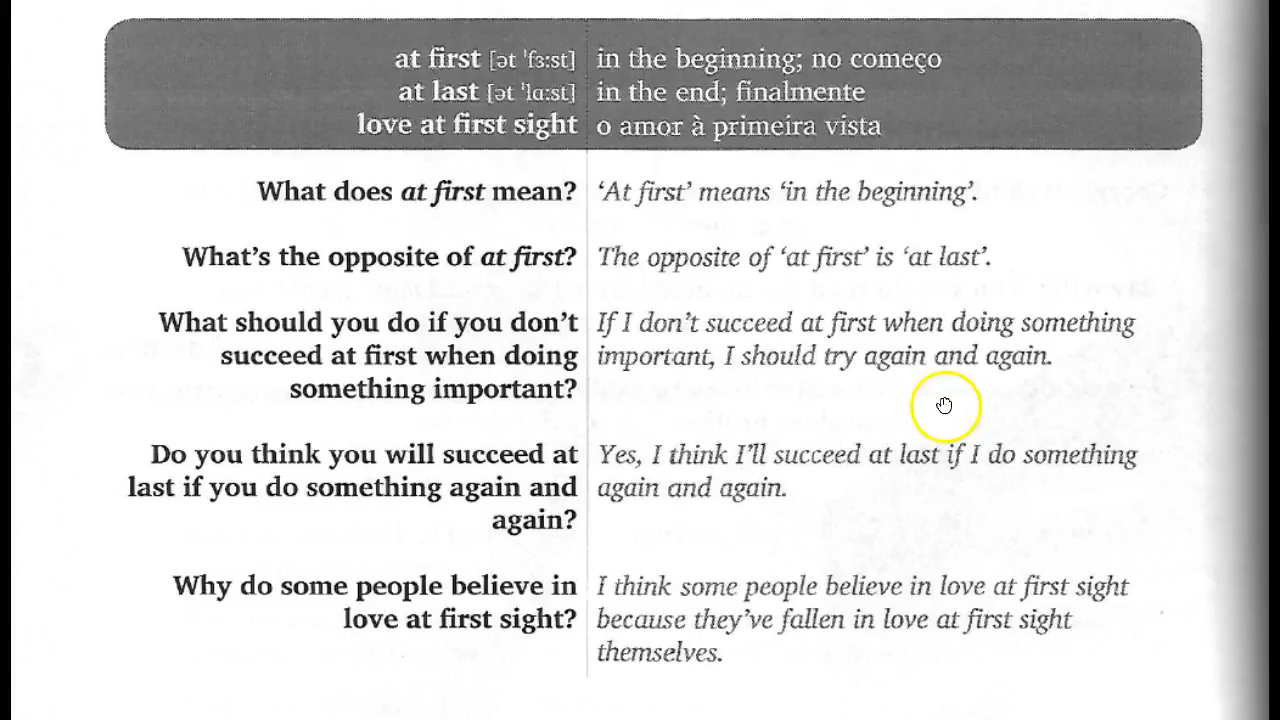 at first [ət 'fɜ:st] in the beginning; no começo
at last [ət 'lɑ:st] in the end; finalmente
love at first sight o amor à primeira vista
What does at first mean? ‘At first’ means ‘in the beginning’.
What’s the opposite of at first? The opposite of ‘at first’ is ‘at last’.
What should you do if you don’t If I don’t succeed at first when doing something
succeed at first when doing important, I should try again and again.
something important?
Do you think you will succeed at Yes, I think I’ll succeed at last if I do something
last if you do something again and again and again.
again?
Why do some people believe in I think some people believe in love at first sight
love at first sight? because they’ve fallen in love at first sight
themselves.